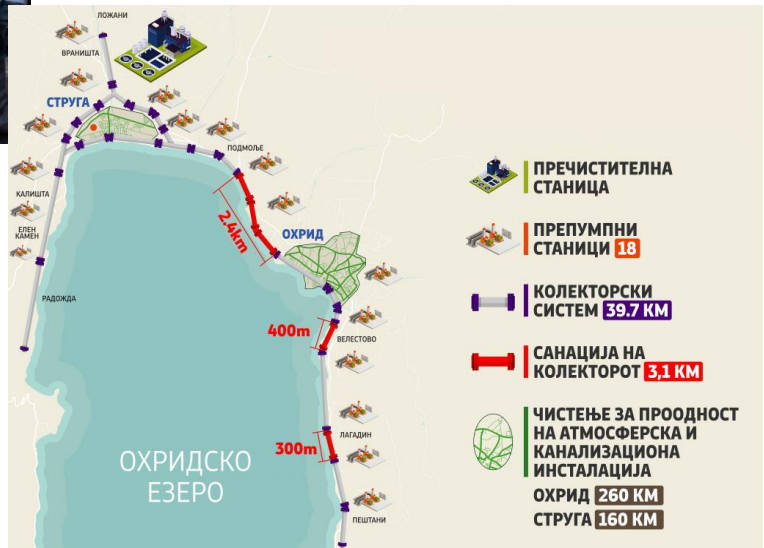 ЛОЖАНИ
ВРАНИШТА
СТРУГА
ПОДМОЉЕ
КАЛИШТА
ЕЛЕН
КАМЕН
РАДОЖДА
2.4km
ОХРИД
400m
ВЕЛЕСТОВО
ЛАГАДИН
300m
ПЕШТАНИ
ОХРИДСКО
ЕЗЕРО
ПРЕЧИСТИТЕЛНА
СТАНИЦА
ПРЕПУМПНИ
СТАНИЦИ 18
КОЛЕКТОРСКИ
СИСТЕМ 39.7 КМ
САНАЦИЈА НА
КОЛЕКТОРОТ 3,1 КМ
ЧИСТЕЊЕ ЗА ПРООДНОСТ
НА АТМОСФЕРСКА И
КАНАЛИЗАЦИОНА
ИНСТАЛАЦИЈА
ОХРИД 260 КМ
СТРУГА 160 КМ